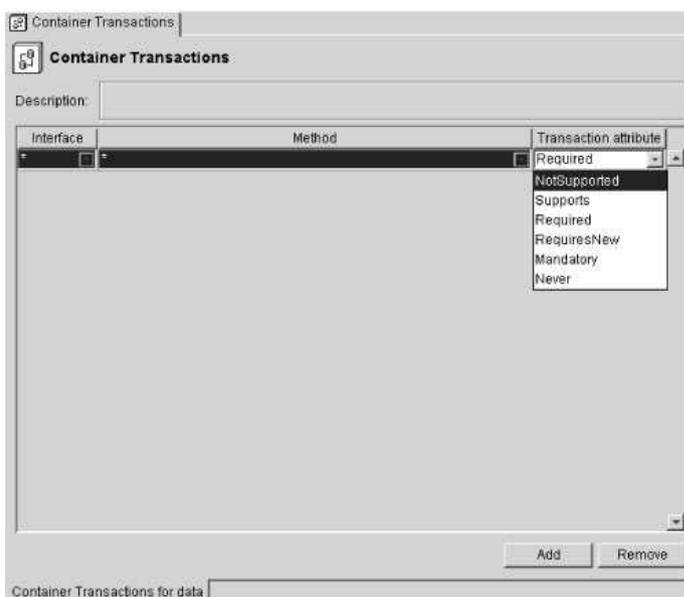 Container Transactions
Container Transactions
Description:
Interface Method Transaction attribute
* * Required
NotSupported
Supports
Required
RequiresNew
Mandatory
Never
Add Remove
Container Transactions for data